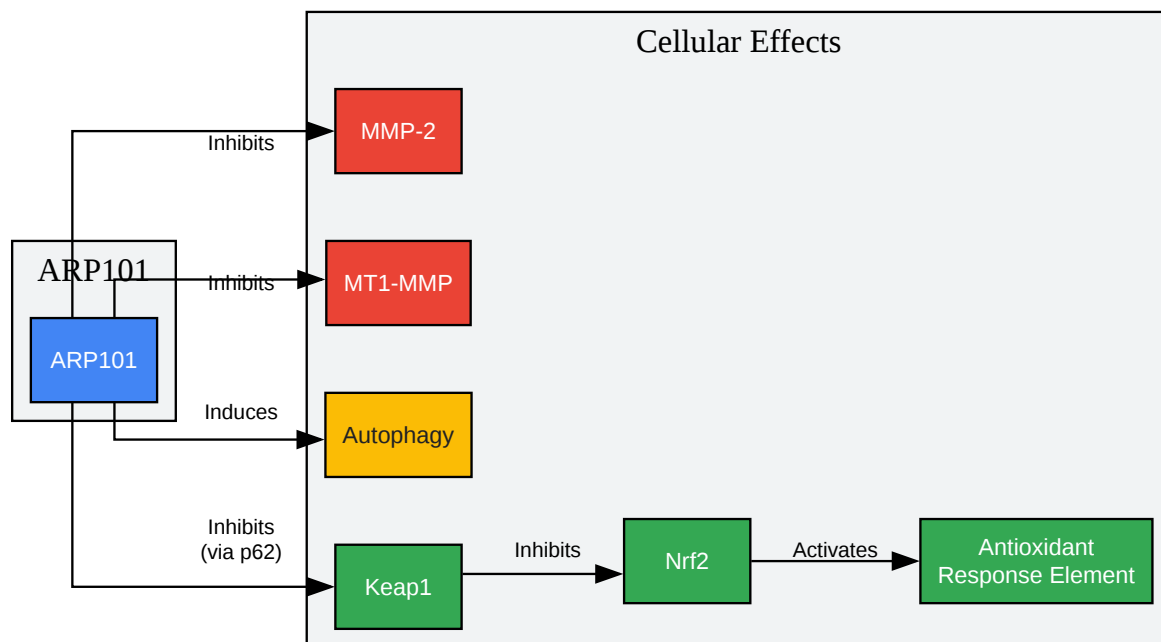 Cellular Effects
MMP-2
Inhibits
ARP101
MT1-MMP
Inhibits
ARP101
Induces
Autophagy
Inhibits
(via p62)
Keap1
Inhibits
Nrf2
Activates
Antioxidant
Response Element